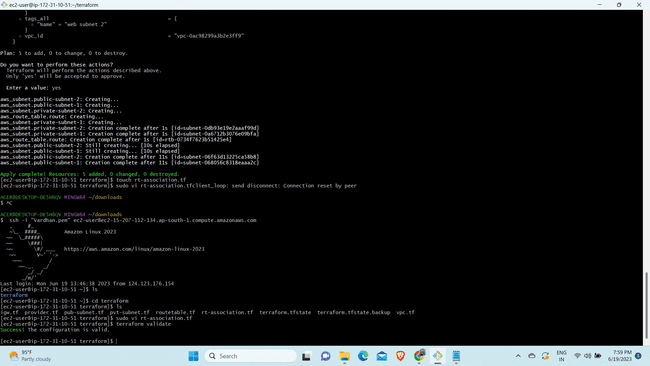 ec2-user@ip-172-31-10-51:~/terraform
}
+ tags_all = {
+ "Name" = "web subnet 2"
}
+ vpc_id = "vpc-0ac98299a3b2e3ff9"
}
Plan: 5 to add, 0 to change, 0 to destroy.
Do you want to perform these actions?
Terraform will perform the actions described above.
Only 'yes' will be accepted to approve.
Enter a value: yes
aws_subnet.public-subnet-2: Creating...
aws_subnet.public-subnet-1: Creating...
aws_subnet.private-subnet-2: Creating...
aws_route_table.route: Creating...
aws_subnet.private-subnet-1: Creating...
aws_subnet.private-subnet-2: Creation complete after 1s [id=subnet-0db93e19e2aaaf99d]
aws_subnet.private-subnet-1: Creation complete after 1s [id=subnet-0a6712b3076e09bfa]
aws_route_table.route: Creation complete after 1s [id=rtb-0734f7623b51425e4]
aws_subnet.public-subnet-2: Still creating... [10s elapsed]
aws_subnet.public-subnet-1: Still creating... [10s elapsed]
aws_subnet.public-subnet-2: Creation complete after 11s [id=subnet-06f63d13225ca58b8]
aws_subnet.public-subnet-1: Creation complete after 11s [id=subnet-068056c8318eaaa2c]
Apply complete! Resources: 5 added, 0 changed, 0 destroyed.
[ec2-user@ip-172-31-10-51 terraform]$ touch rt-association.tf
[ec2-user@ip-172-31-10-51 terraform]$ sudo vi rt-association.tfclient_loop: send disconnect: Connection reset by peer
MINGW64 ~/downloads
$ ^C
MINGW64 ~/downloads
$ ssh -i "Vardhan.pem" ec2-user@ec2-15-207-112-134.ap-south-1.compute.amazonaws.com
Amazon Linux 2023
https://aws.amazon.com/linux/amazon-linux-2023
Last login: Mon Jun 19 13:46:38 2023 from 124.123.176.154
[ec2-user@ip-172-31-10-51 ~]$ ls
terraform
[ec2-user@ip-172-31-10-51 ~]$ cd terraform
[ec2-user@ip-172-31-10-51 terraform]$ ls
igw.tf provider.tf pub-subnet.tf pvt-subnet.tf routetable.tf rt-association.tf terraform.tfstate terraform.tfstate.backup vpc.tf
[ec2-user@ip-172-31-10-51 terraform]$ sudo vi rt-association.tf
[ec2-user@ip-172-31-10-51 terraform]$ terraform validate
Success! The configuration is valid.
[ec2-user@ip-172-31-10-51 terraform]$
95°F
Partly cloudy
Search
ENG
IN
7:59 PM
6/19/2023